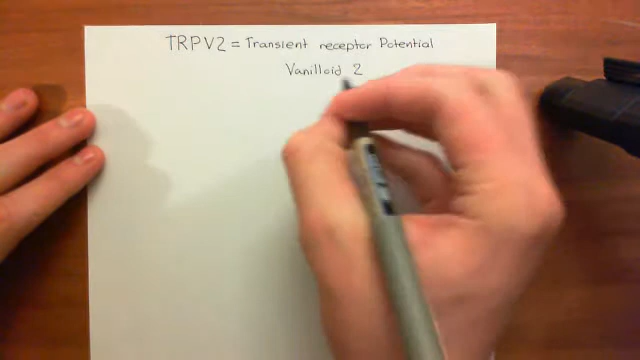 TRPV2 = Transient receptor Potential
Vanilloid 2